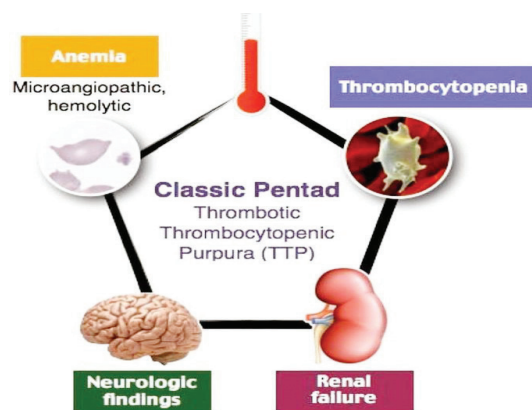 Anemia
Microangiopathic,
hemolytic
Thrombocytopenia
Classic Pentad
Thrombotic
Thrombocytopenic
Purpura (TTP)
Neurologic
findings
Renal
failure